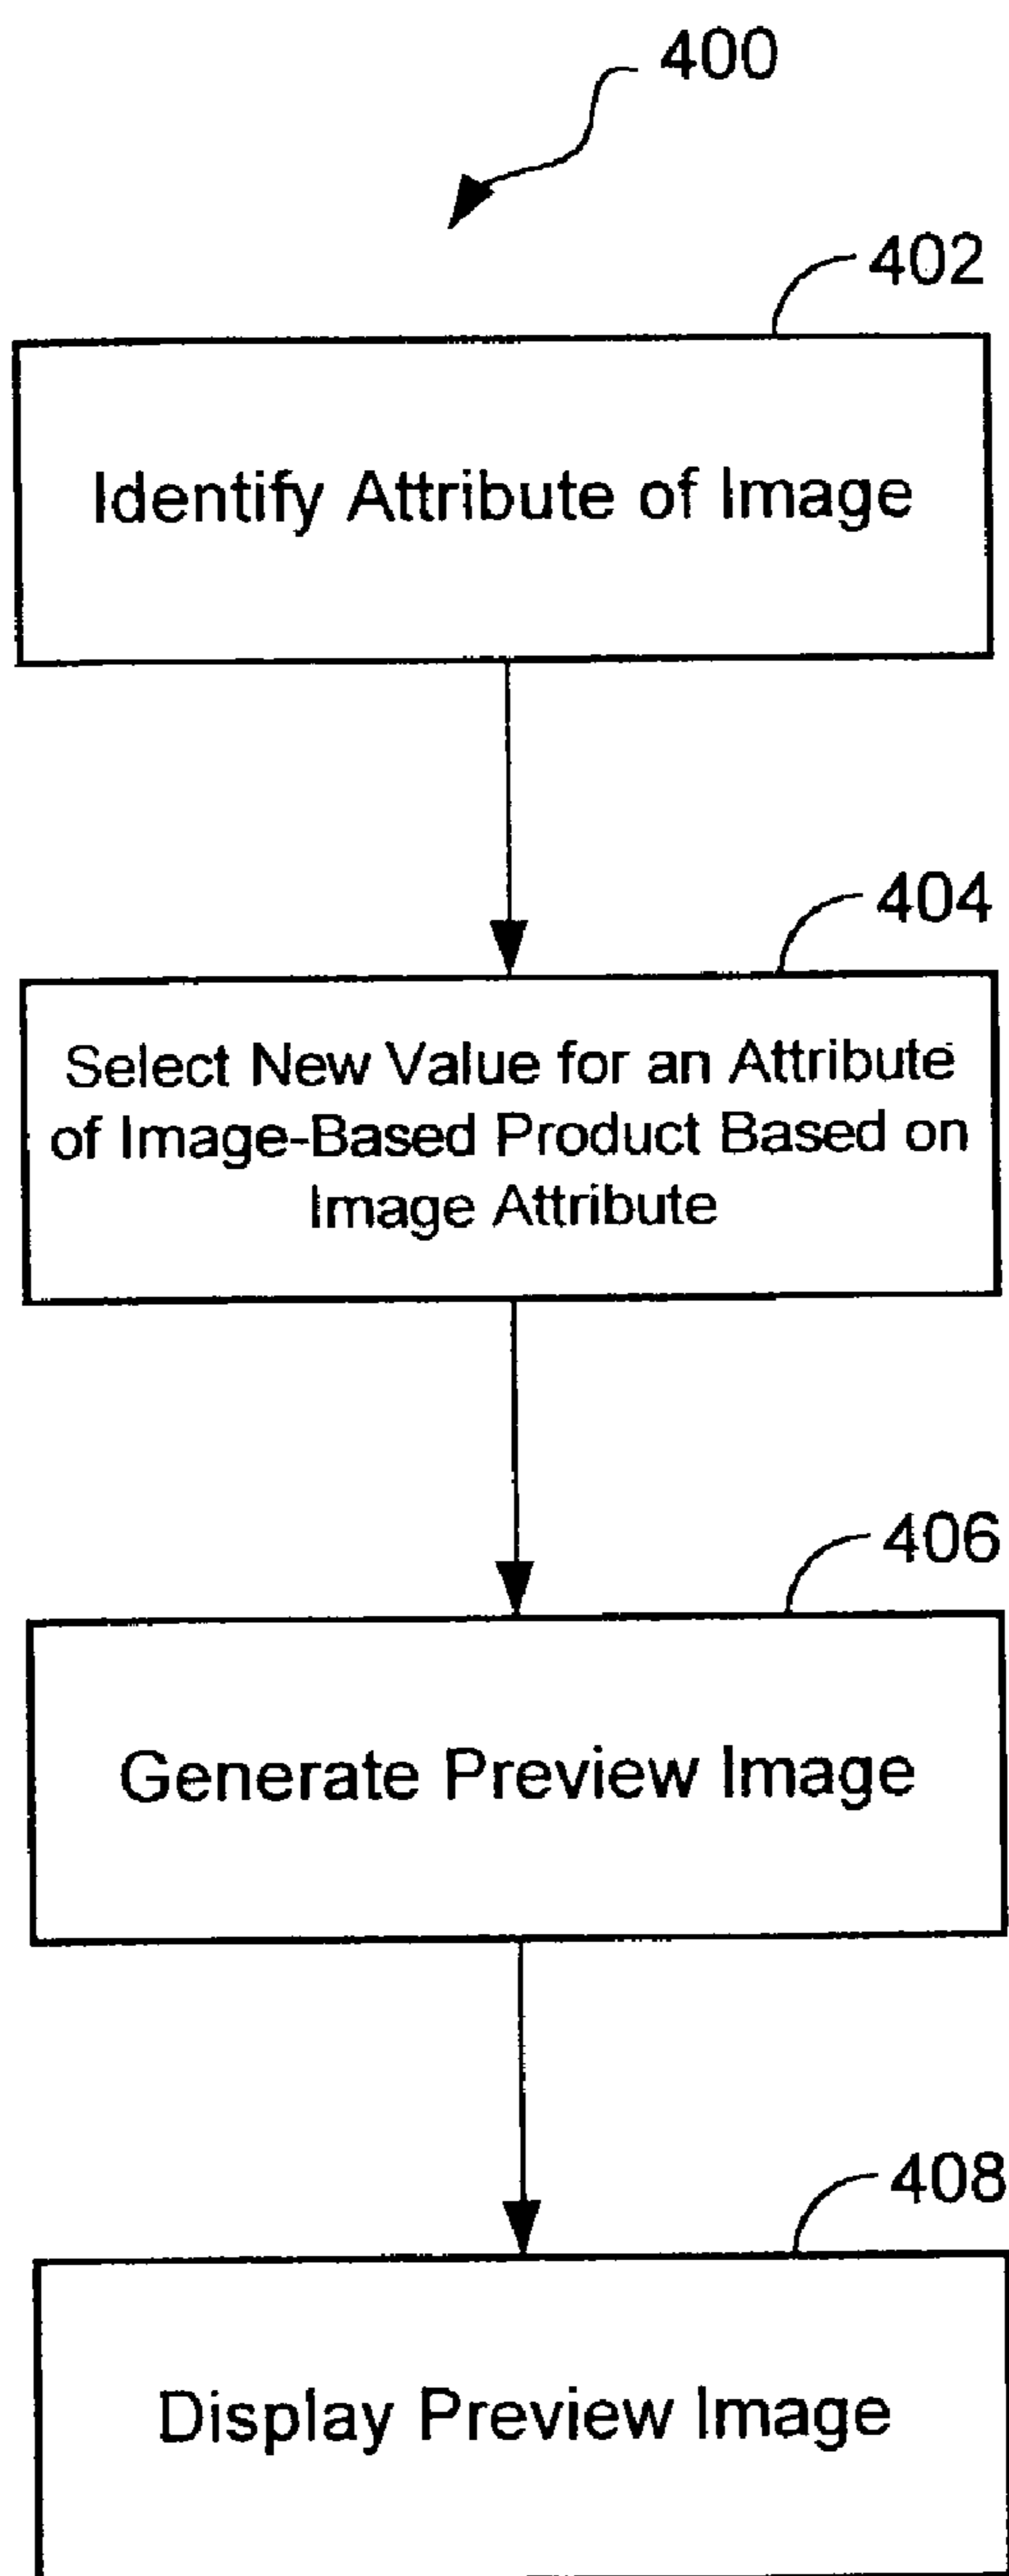 400
402
Identify Attribute of Image
404
Select New Value for an Attribute
of Image-Based Product Based on
Image Attribute
406
Generate Preview Image
408
Display Preview Image